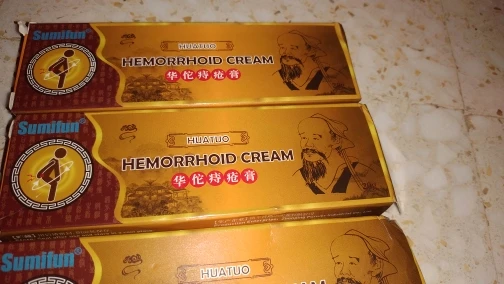 Sumifun®
HUATUO
HEMORRHOID CREAM
华佗痔疮膏
Sumifun®
HUATUO
HEMORRHOID CREAM
华佗痔疮膏
Sumifun®
HUATUO